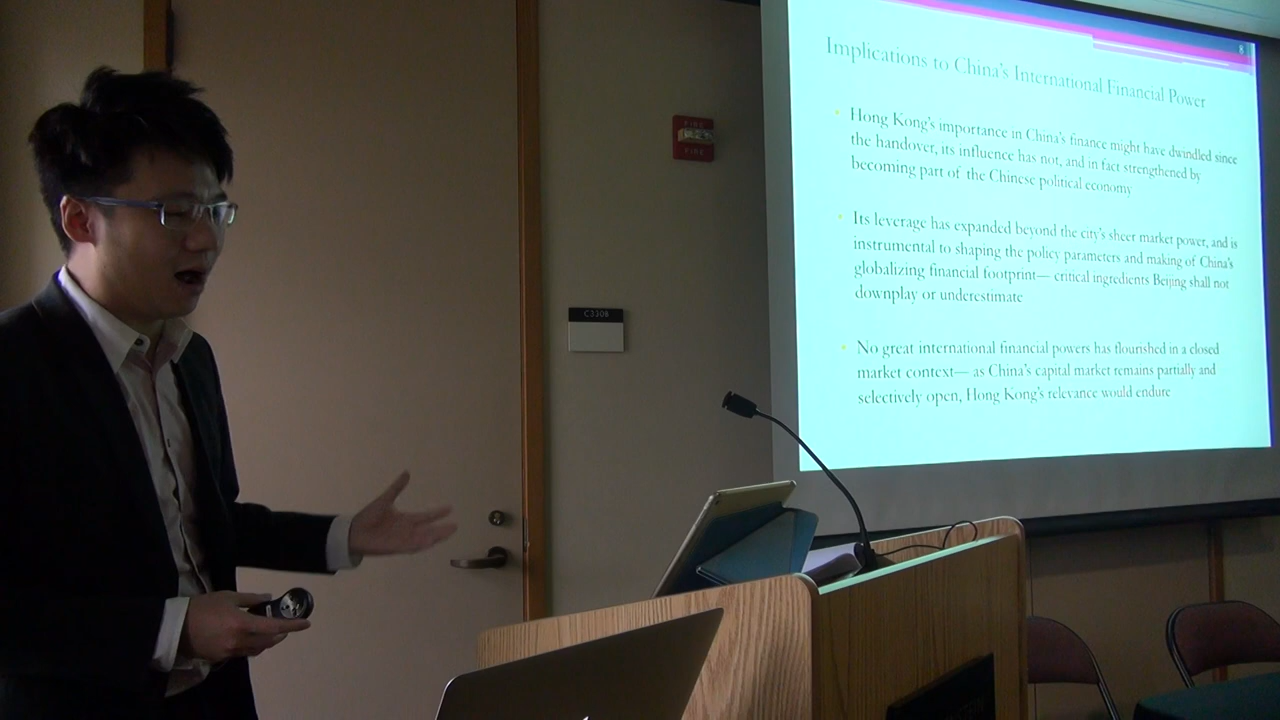 8
Implications to China's International Financial Power
Hong Kong's importance in China's finance might have dwindled since
the handover, its influence has not, and in fact strengthened by
becoming part of the Chinese political economy
Its leverage has expanded beyond the city's sheer market power, and is
instrumental to shaping the policy parameters and making of China's
globalizing financial footprint— critical ingredients Beijing shall not
downplay or underestimate
No great international financial powers has flourished in a closed
market context— as China's capital market remains partially and
selectively open, Hong Kong's relevance would endure
FIRE
FIRE
C330B